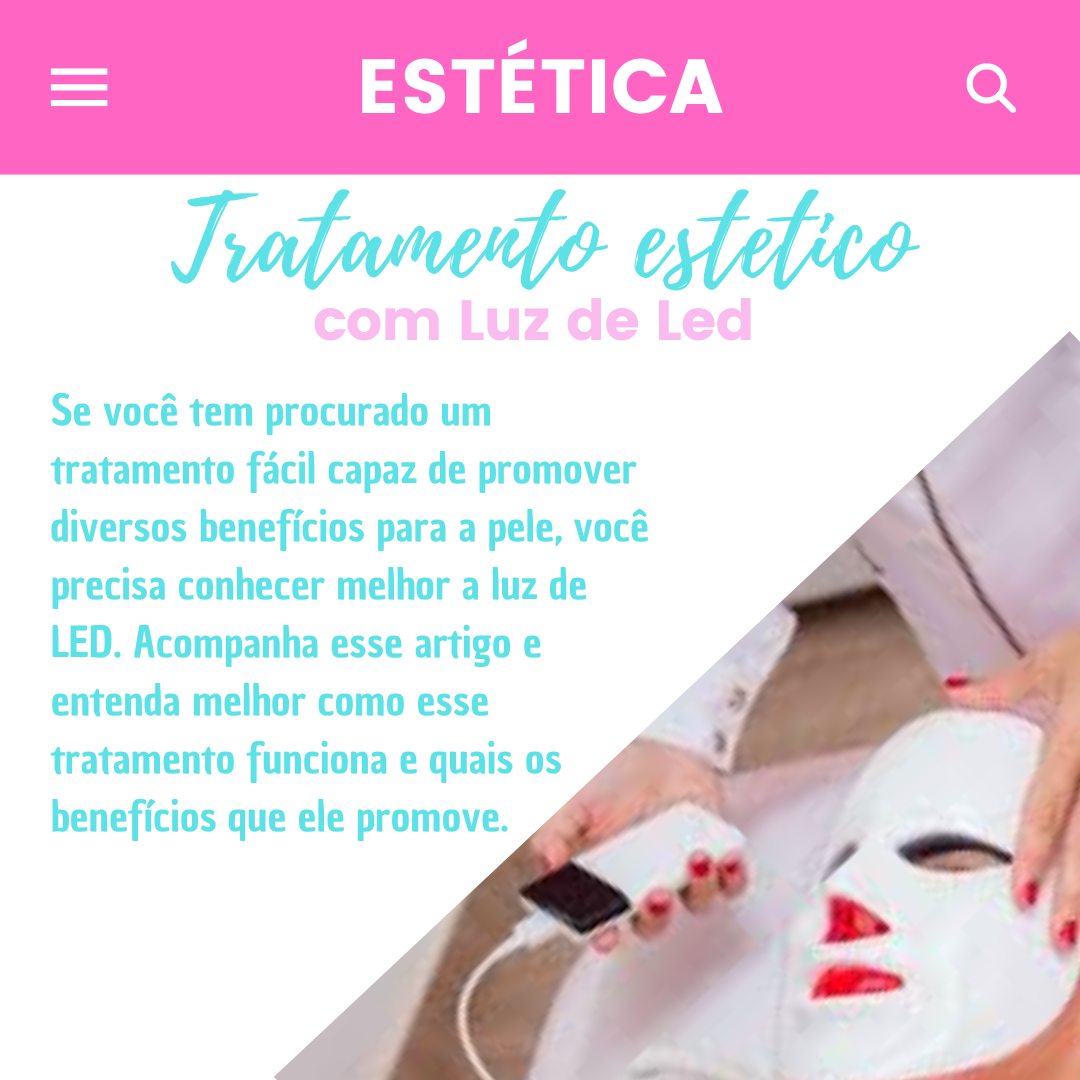 ESTÉTICA
Tratamento estetico
com Luz de Led
Se você tem procurado um
tratamento fácil capaz de promover
diversos benefícios para a pele, você
precisa conhecer melhor a luz de
LED. Acompanha esse artigo e
entenda melhor como esse
tratamento funciona e quais os
benefícios que ele promove.